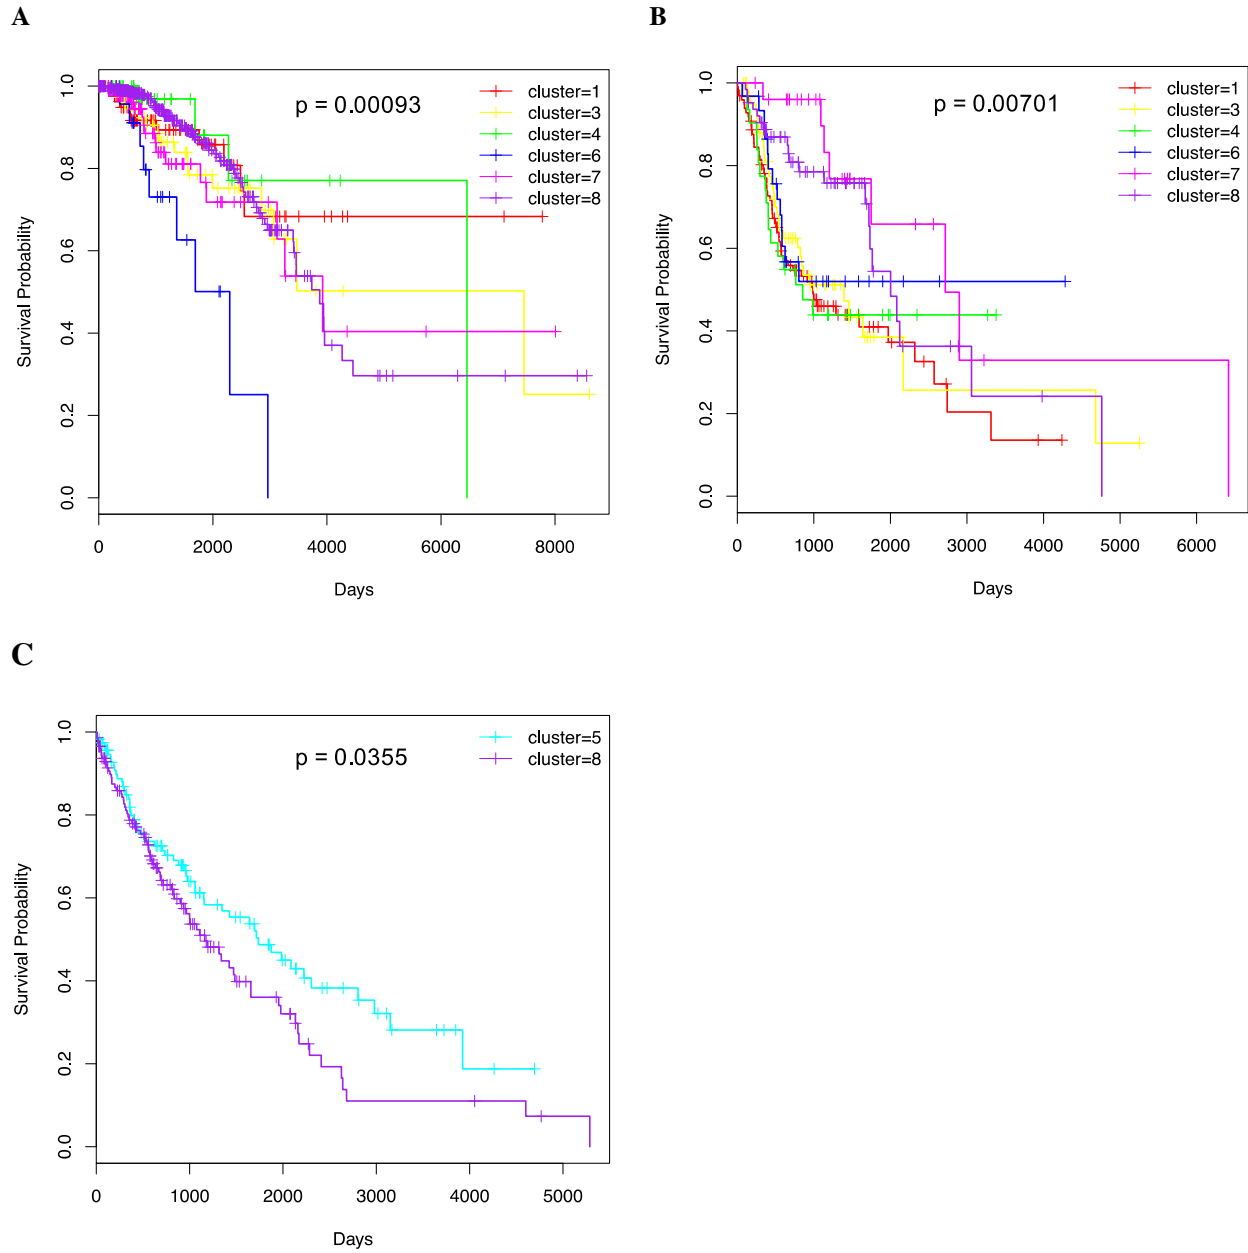 A
p = 0.00093
cluster=1
cluster=3
cluster=4
cluster=6
cluster=7
cluster=8
Survival Probability
0.0
0.2
0.4
0.6
0.8
1.0
0 2000 4000 6000 8000
Days
B
p = 0.00701
cluster=1
cluster=3
cluster=4
cluster=6
cluster=7
cluster=8
Survival Probability
0.0
0.2
0.4
0.6
0.8
1.0
0 1000 2000 3000 4000 5000 6000
Days
C
p = 0.0355
cluster=5
cluster=8
Survival Probability
0.0
0.2
0.4
0.6
0.8
1.0
0 1000 2000 3000 4000 5000
Days